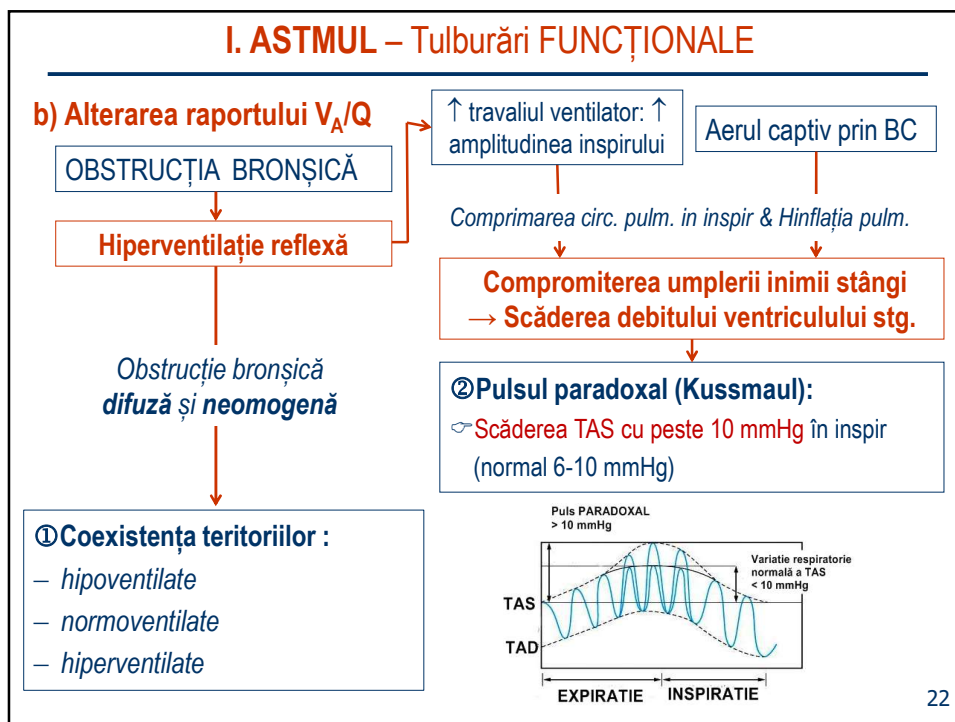 I. ASTMUL – Tulburări FUNCȚIONALE
b) Alterarea raportului VA/Q
OBSTRUCȚIA BRONȘICĂ
Hiperventilație reflexă
Obstrucție bronșică
difuză și neomogenă
①Coexistența teritoriilor :
– hipoventilate
– normoventilate
– hiperventilate
↑ travaliul ventilator: ↑
amplitudinea inspirului
Aerul captiv prin BC
Comprimarea circ. pulm. in inspir & Hinflația pulm.
Compromiterea umplerii inimii stângi
→ Scăderea debitului ventriculului stg.
②Pulsul paradoxal (Kussmaul):
☞Scăderea TAS cu peste 10 mmHg în inspir
(normal 6-10 mmHg)
Puls PARADOXAL
> 10 mmHg
Variatie respiratorie
normală a TAS
< 10 mmHg
TAS
TAD
EXPIRATIE
INSPIRATIE
22